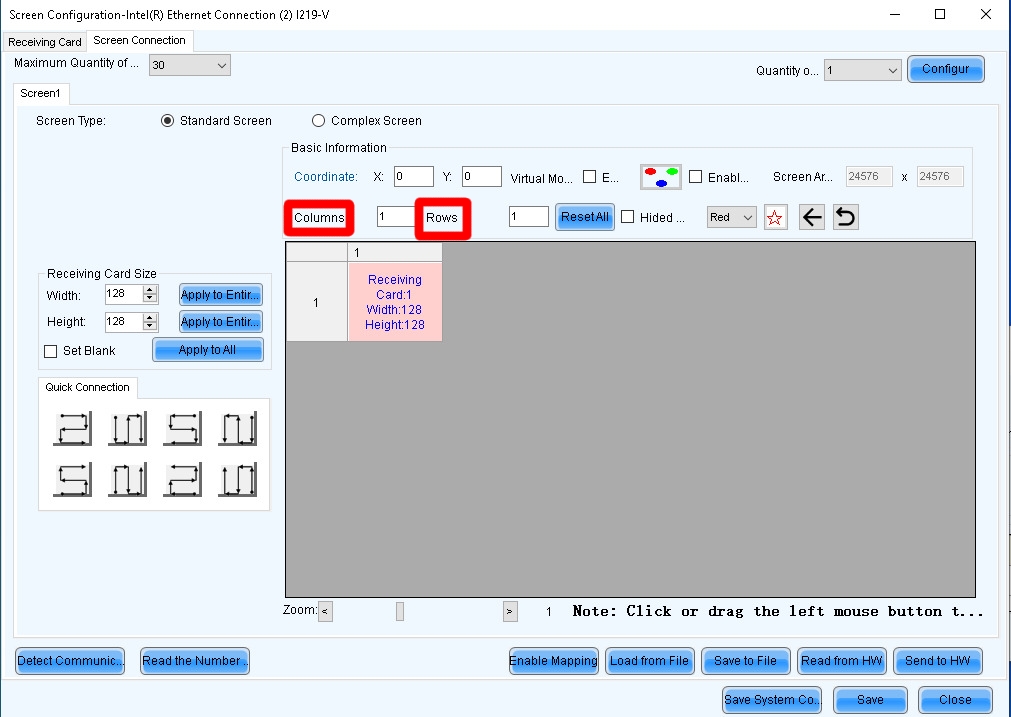 Screen Configuration-Intel(R) Ethernet Connection (2) I219-V
Receiving Card Screen Connection
Maximum Quantity of ... 30
Quantity o... 1 Configur
Screen1
Screen Type: Standard Screen Complex Screen
Basic Information
Coordinate: X: 0 Y: 0 Virtual Mo... E... Enabl... Screen Ar... 24576 x 24576
Columns 1 Rows 1 ResetAll Hided ... Red
1
1
Receiving
Card:1
Width:128
Height:128
Receiving Card Size
Width: 128 Apply to Entir...
Height: 128 Apply to Entir...
Set Blank Apply to All
Quick Connection
Zoom: < > 1 Note: Click or drag the left mouse button t...
Detect Communic... Read the Number ... Enable Mapping Load from File Save to File Read from HW Send to HW
Save System Co... Save Close